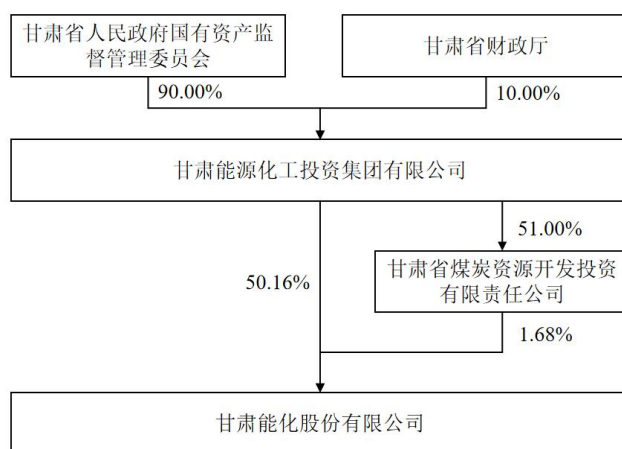 甘肃省人民政府国有资产监
督管理委员会
甘肃省财政厅
90.00%
10.00%
甘肃能源化工投资集团有限公司
51.00%
50.16%
甘肃省煤炭资源开发投资
有限责任公司
1.68%
甘肃能化股份有限公司